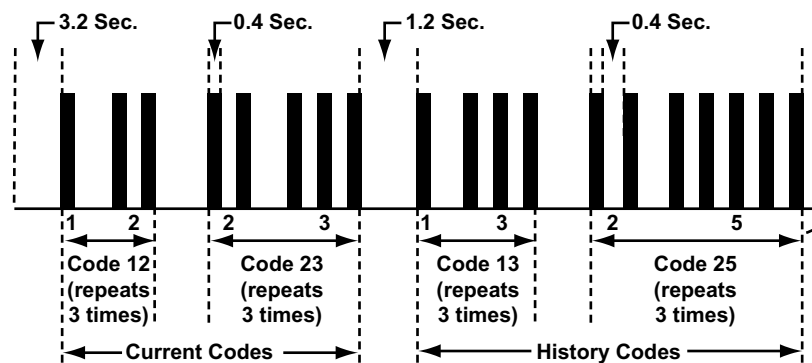 3.2 Sec.
0.4 Sec.
1.2 Sec.
0.4 Sec.
1 2 2 3 1 3 2 5
Code 12
(repeats
3 times)
Code 23
(repeats
3 times)
Code 13
(repeats
3 times)
Code 25
(repeats
3 times)
Current Codes
History Codes